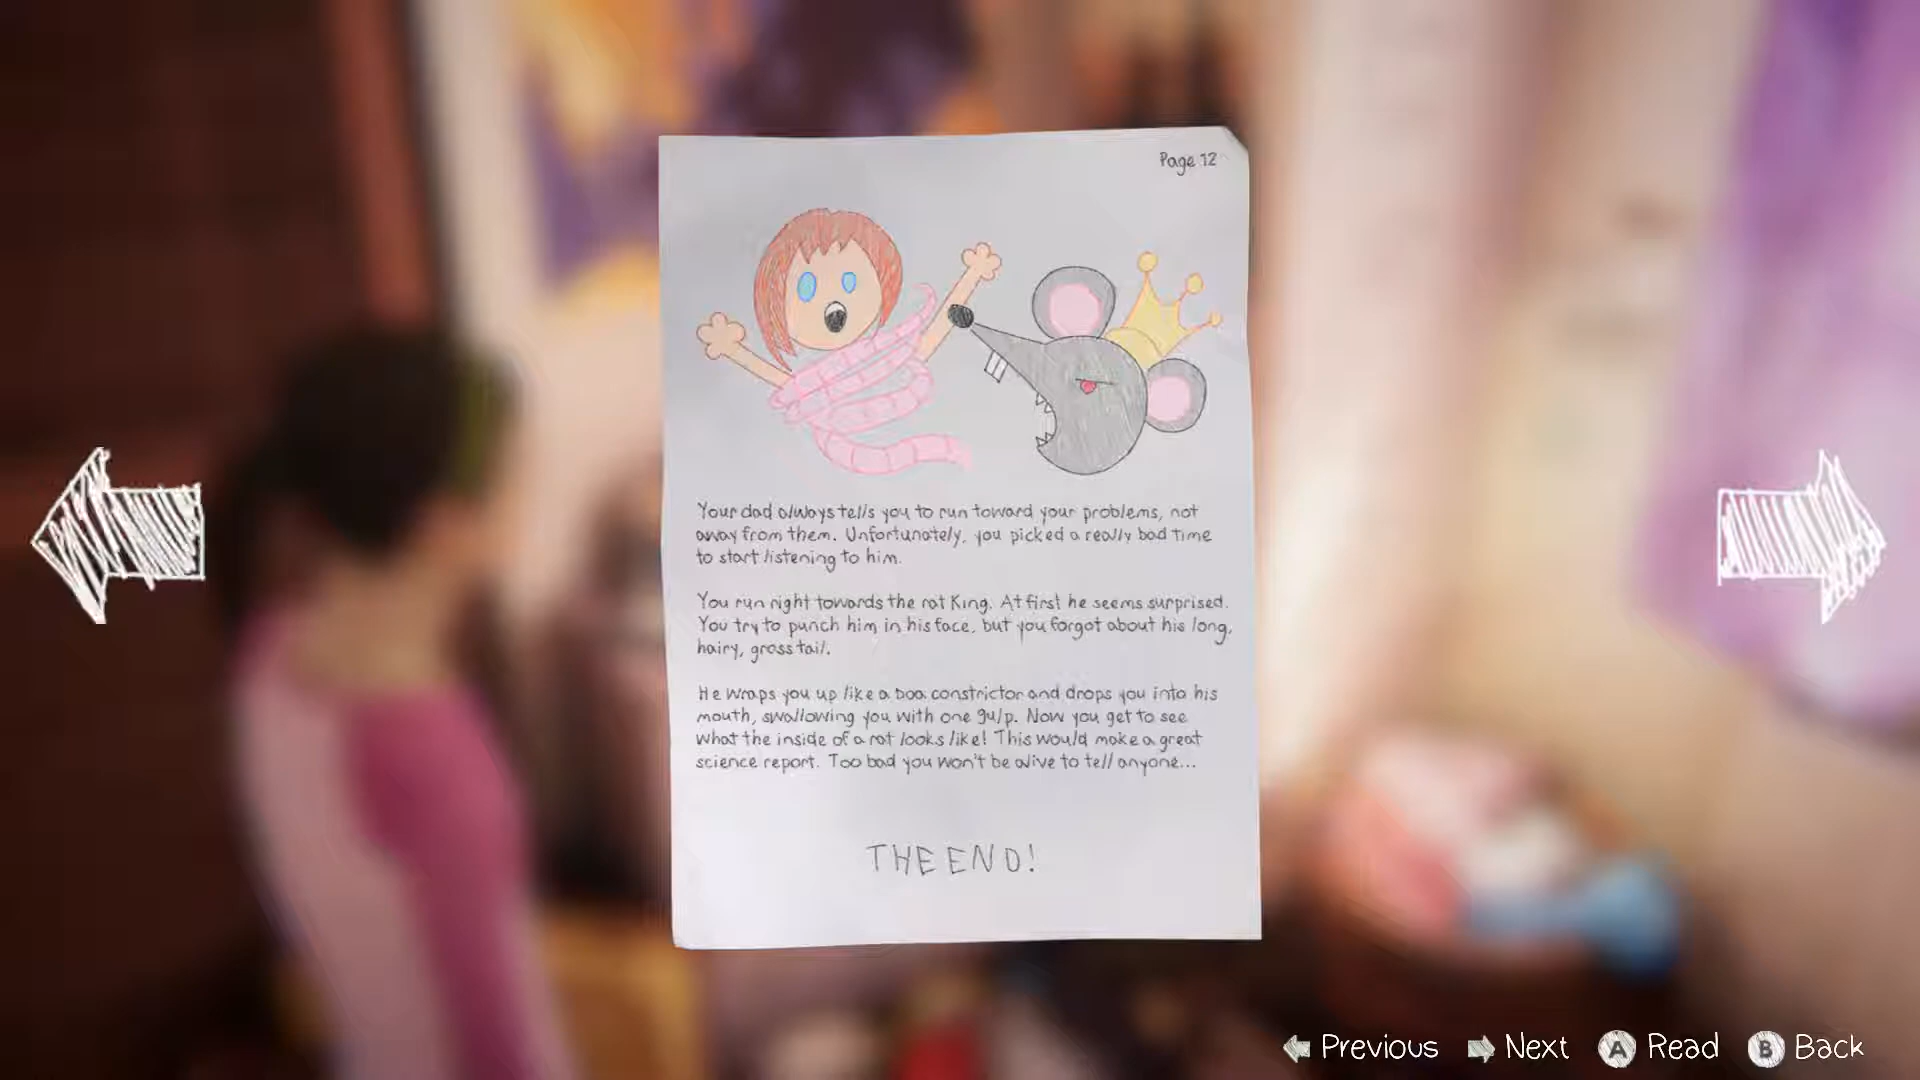 Page 12
Your dad always tells you to run toward your problems, not
away from them. Unfortunately, you picked a really bad time
to start listening to him.
You run right towards the rat King. At first he seems surprised.
You try to punch him in his face, but you forgot about his long,
hairy, gross tail.
He wraps you up like a boa constrictor and drops you into his
mouth, swallowing you with one gulp. Now you get to see
what the inside of a rat looks like! This would make a great
science report. Too bad you won't be alive to tell anyone...
THE END!
Previous Next A Read B Back